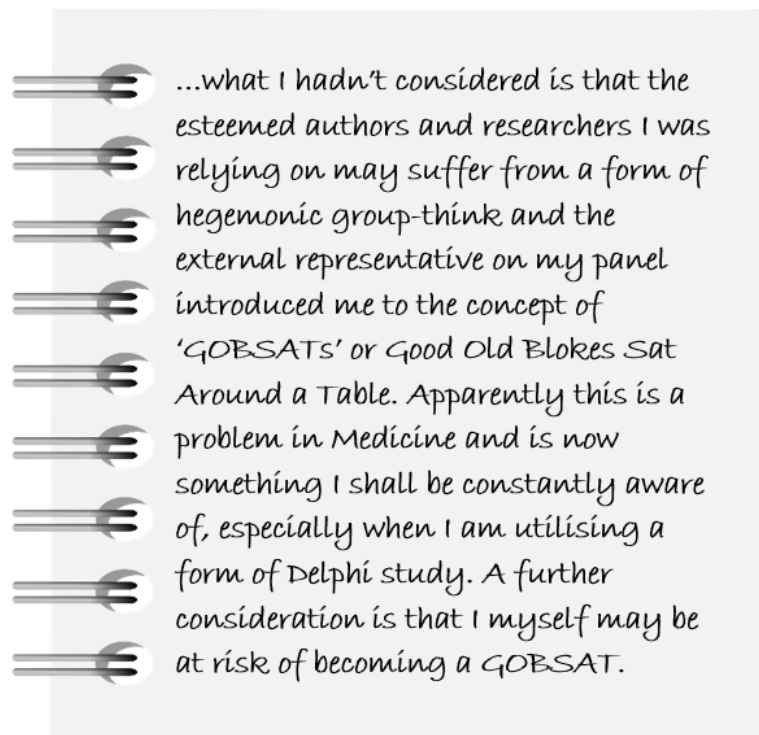 ...what I hadn't considered is that the
esteemed authors and researchers I was
relying on may suffer from a form of
hegemonic group-think and the
external representative on my panel
introduced me to the concept of
'GOBSATs' or Good Old Blokes Sat
Around a Table. Apparently this is a
problem in Medicine and is now
something I shall be constantly aware
of, especially when I am utilising a
form of Delphi study. A further
consideration is that I myself may be
at risk of becoming a GOBSAT.